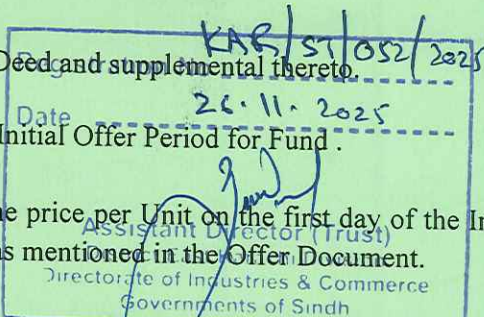 KAR/ST/052/2025
Deed and supplemental thereto.
Date 26.11.2025
Initial Offer Period for Fund .
e price per Unit on the first day of the In
Assistant Director (Trust)
as mentioned in the Offer Document.
Directorate of Industries & Commerce
Governments of Sindh